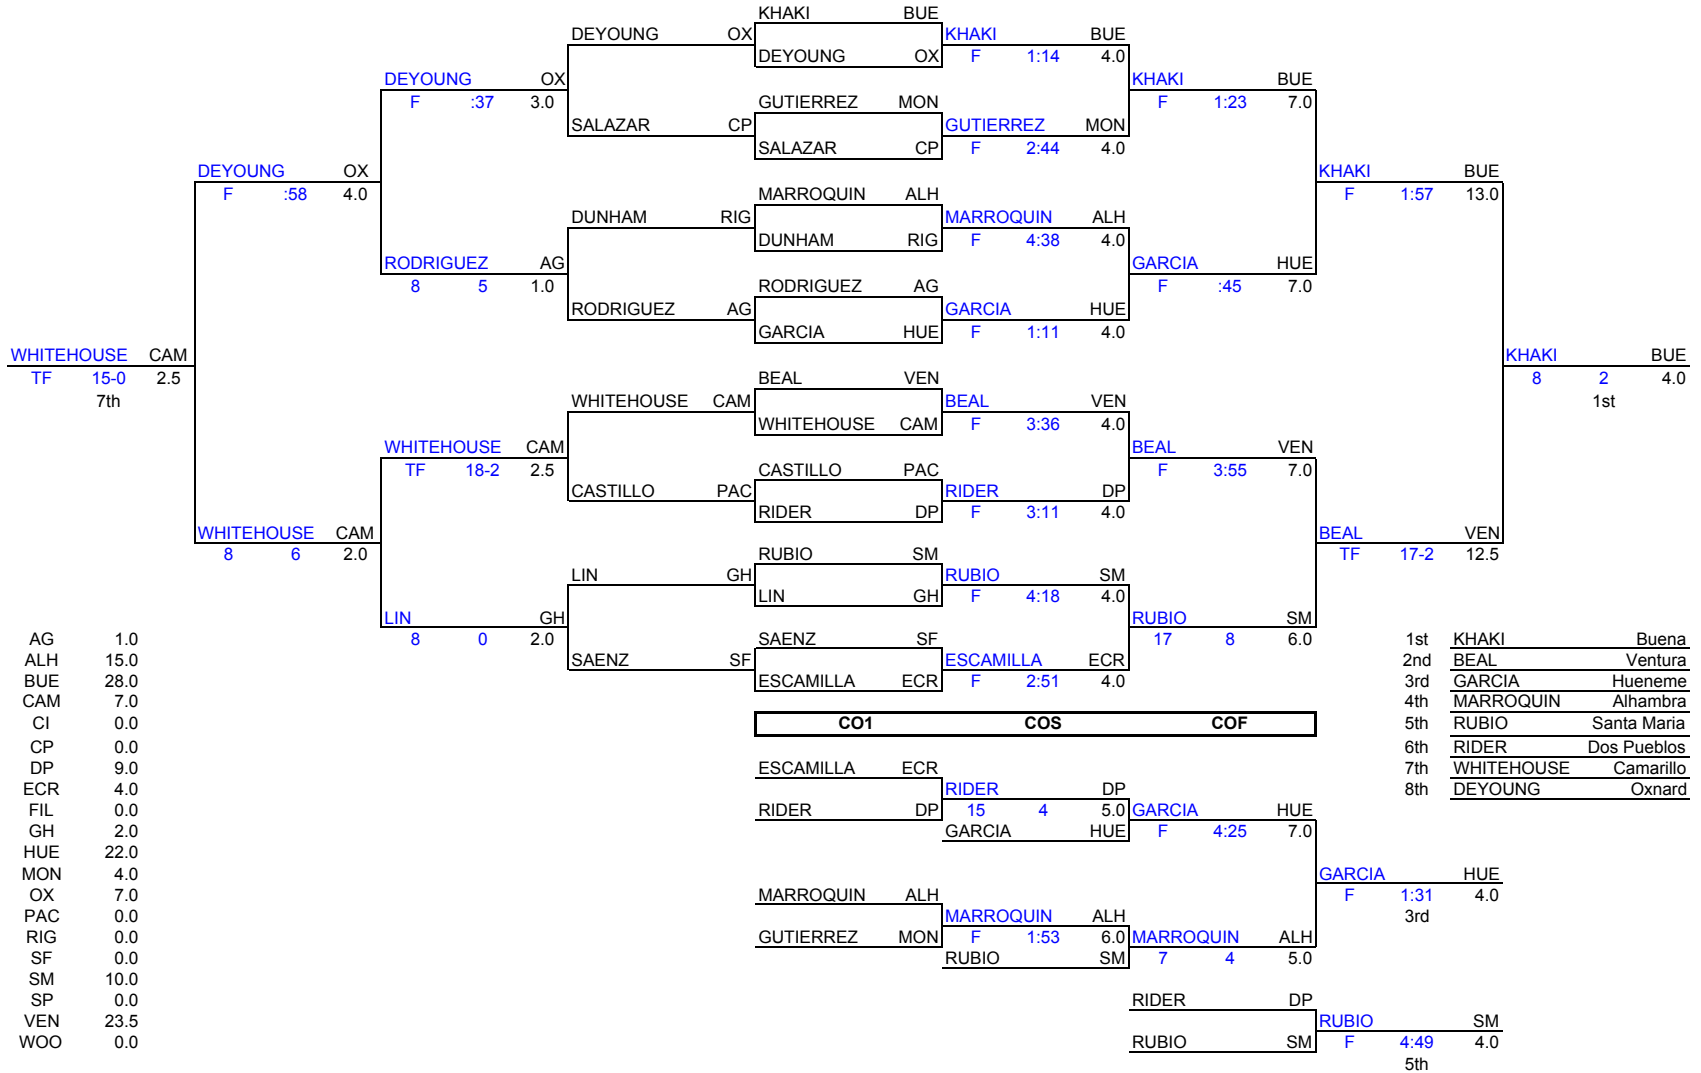 KHAKI BUE
DEYOUNG OX KHAKI BUE
DEYOUNG OX F 1:14 4.0
DEYOUNG OX KHAKI BUE
F :37 3.0 GUTIERREZ MON F 1:23 7.0
SALAZAR CP GUTIERREZ MON
SALAZAR CP F 2:44 4.0
DEYOUNG OX KHAKI BUE
F :58 4.0 MARROQUIN ALH F 1:57 13.0
DUNHAM RIG MARROQUIN ALH
DUNHAM RIG F 4:38 4.0
RODRIGUEZ AG GARCIA HUE
8 5 1.0 RODRIGUEZ AG F :45 7.0
RODRIGUEZ AG GARCIA HUE
GARCIA HUE F 1:11 4.0
WHITEHOUSE CAM KHAKI BUE
TF 15-0 2.5 BEAL VEN 8 2 4.0
7th WHITEHOUSE CAM BEAL VEN 1st
WHITEHOUSE CAM F 3:36 4.0
WHITEHOUSE CAM BEAL VEN
TF 18-2 2.5 CASTILLO PAC F 3:55 7.0
CASTILLO PAC RIDER DP
RIDER DP F 3:11 4.0
WHITEHOUSE CAM BEAL VEN
8 6 2.0 RUBIO SM TF 17-2 12.5
LIN GH RUBIO SM
LIN GH F 4:18 4.0
LIN GH RUBIO SM
AG 1.0 8 0 2.0 SAENZ SF 17 8 6.0 1st KHAKI Buena
ALH 15.0 SAENZ SF ESCAMILLA ECR 2nd BEAL Ventura
BUE 28.0 ESCAMILLA ECR F 2:51 4.0 3rd GARCIA Hueneme
CAM 7.0 4th MARROQUIN Alhambra
CI 0.0 CO1 COS COF 5th RUBIO Santa Maria
CP 0.0 6th RIDER Dos Pueblos
DP 9.0 ESCAMILLA ECR 7th WHITEHOUSE Camarillo
ECR 4.0 RIDER DP 8th DEYOUNG Oxnard
FIL 0.0 RIDER DP 15 4 5.0 GARCIA HUE
GH 2.0 GARCIA HUE F 4:25 7.0
HUE 22.0
MON 4.0 GARCIA HUE
OX 7.0 MARROQUIN ALH F 1:31 4.0
PAC 0.0 MARROQUIN ALH 3rd
RIG 0.0 GUTIERREZ MON F 1:53 6.0 MARROQUIN ALH
SF 0.0 RUBIO SM 7 4 5.0
SM 10.0
SP 0.0 RIDER DP
VEN 23.5 RUBIO SM
WOO 0.0 RUBIO SM F 4:49 4.0
5th